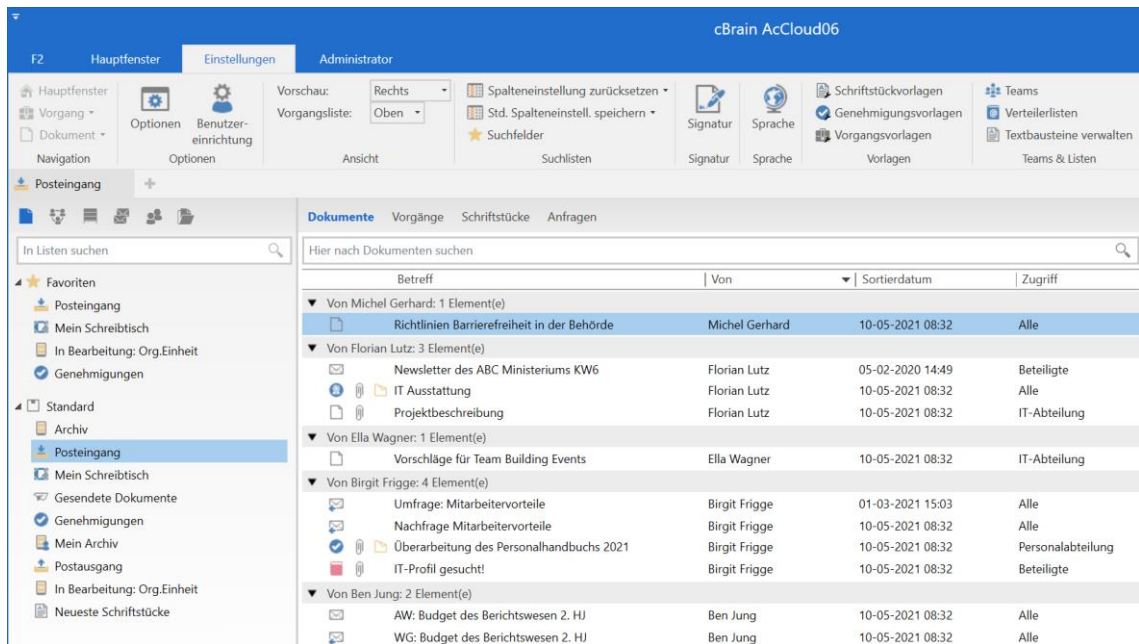 cBrain AcCloud06
F2 Hauptfenster Einstellungen Administrator
Hauptfenster
Vorgang
Dokument
Navigation
Optionen
Benutzer-
einrichtung
Optionen
Vorschau: Rechts
Vorgangsliste: Oben
Ansicht
Spalteneinstellung zurücksetzen
Std. Spalteneinstell. speichern
Suchfelder
Suchlisten
Signatur
Signatur
Sprache
Sprache
Schriftstückvorlagen
Genehmigungsvorlagen
Vorgangsvorlagen
Vorlagen
Teams
Verteilerlisten
Textbausteine verwalten
Teams & Listen
Posteingang
In Listen suchen
Favoriten
Posteingang
Mein Schreibtisch
In Bearbeitung: Org.Einheit
Genehmigungen
Standard
Archiv
Posteingang
Mein Schreibtisch
Gesendete Dokumente
Genehmigungen
Mein Archiv
Postausgang
In Bearbeitung: Org.Einheit
Neueste Schriftstücke
Dokumente Vorgänge Schriftstücke Anfragen
Hier nach Dokumenten suchen
Betreff Von Sortierdatum Zugriff
Von Michel Gerhard: 1 Element(e)
Richtlinien Barrierefreiheit in der Behörde Michel Gerhard 10-05-2021 08:32 Alle
Von Florian Lutz: 3 Element(e)
Newsletter des ABC Ministeriums KW6 Florian Lutz 05-02-2020 14:49 Beteiligte
IT Ausstattung Florian Lutz 10-05-2021 08:32 Alle
Projektbeschreibung Florian Lutz 10-05-2021 08:32 IT-Abteilung
Von Ella Wagner: 1 Element(e)
Vorschläge für Team Building Events Ella Wagner 10-05-2021 08:32 IT-Abteilung
Von Birgit Frigge: 4 Element(e)
Umfrage: Mitarbeitervorteile Birgit Frigge 01-03-2021 15:03 Alle
Nachfrage Mitarbeitervorteile Birgit Frigge 10-05-2021 08:32 Alle
Überarbeitung des Personalhandbuchs 2021 Birgit Frigge 10-05-2021 08:32 Personalabteilung
IT-Profil gesucht! Birgit Frigge 10-05-2021 08:32 Beteiligte
Von Ben Jung: 2 Element(e)
AW: Budget des Berichtswesen 2. HJ Ben Jung 10-05-2021 08:32 Alle
WG: Budget des Berichtswesen 2. HJ Ben Jung 10-05-2021 08:32 Alle